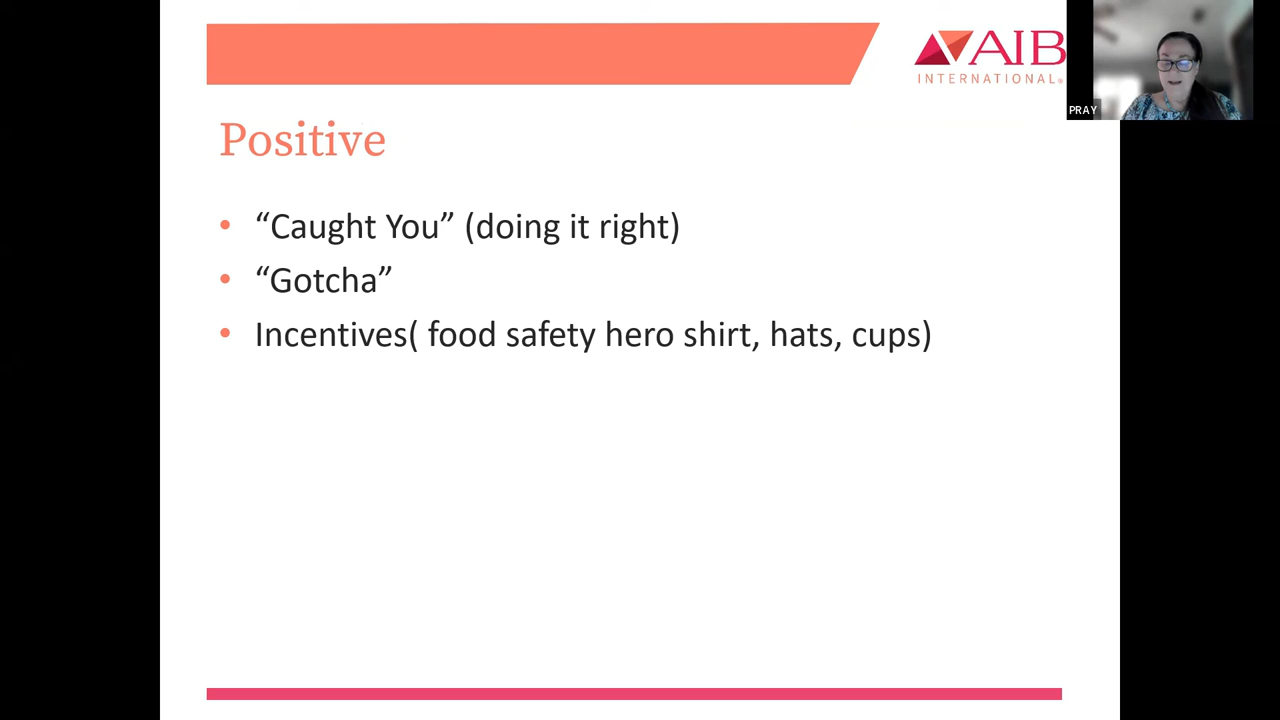 AIB
INTERNATIONAL®
PRAY
Positive
• “Caught You” (doing it right)
• “Gotcha”
• Incentives( food safety hero shirt, hats, cups)